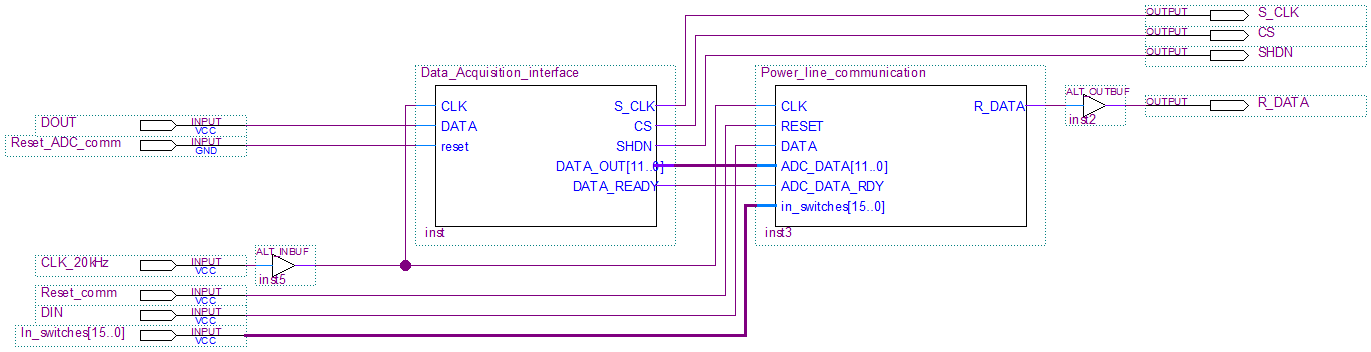 OUTPUT S_CLK
OUTPUT CS
OUTPUT SHDN
Data_Acquisition_interface
Power_line_communication
ALT_OUTBUF
inst2
OUTPUT R_DATA
CLK
DATA
reset
S_CLK
CS
SHDN
DATA_OUT[11..0]
DATA_READY
inst
CLK
RESET
DATA
ADC_DATA[11..0]
ADC_DATA_RDY
in_switches[15..0]
R_DATA
inst3
DOUT INPUT
VCC
Reset_ADC_comm INPUT
GND
ALT_INBUF
inst5
CLK_20kHz INPUT
VCC
Reset_comm INPUT
VCC
DIN INPUT
VCC
In_switches[15..0] INPUT
VCC